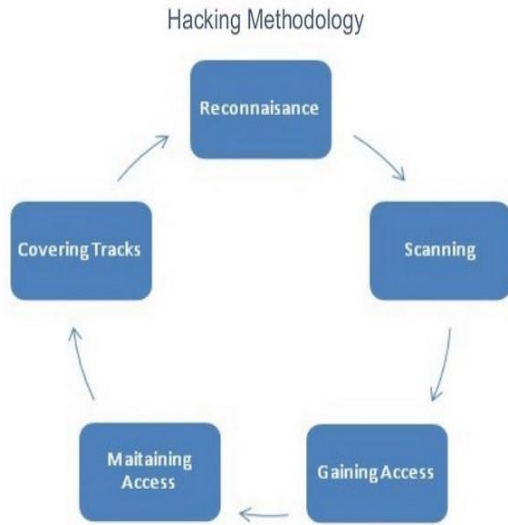 Hacking Methodology
Reconnaisance
Scanning
Gaining Access
Maitaining
Access
Covering Tracks